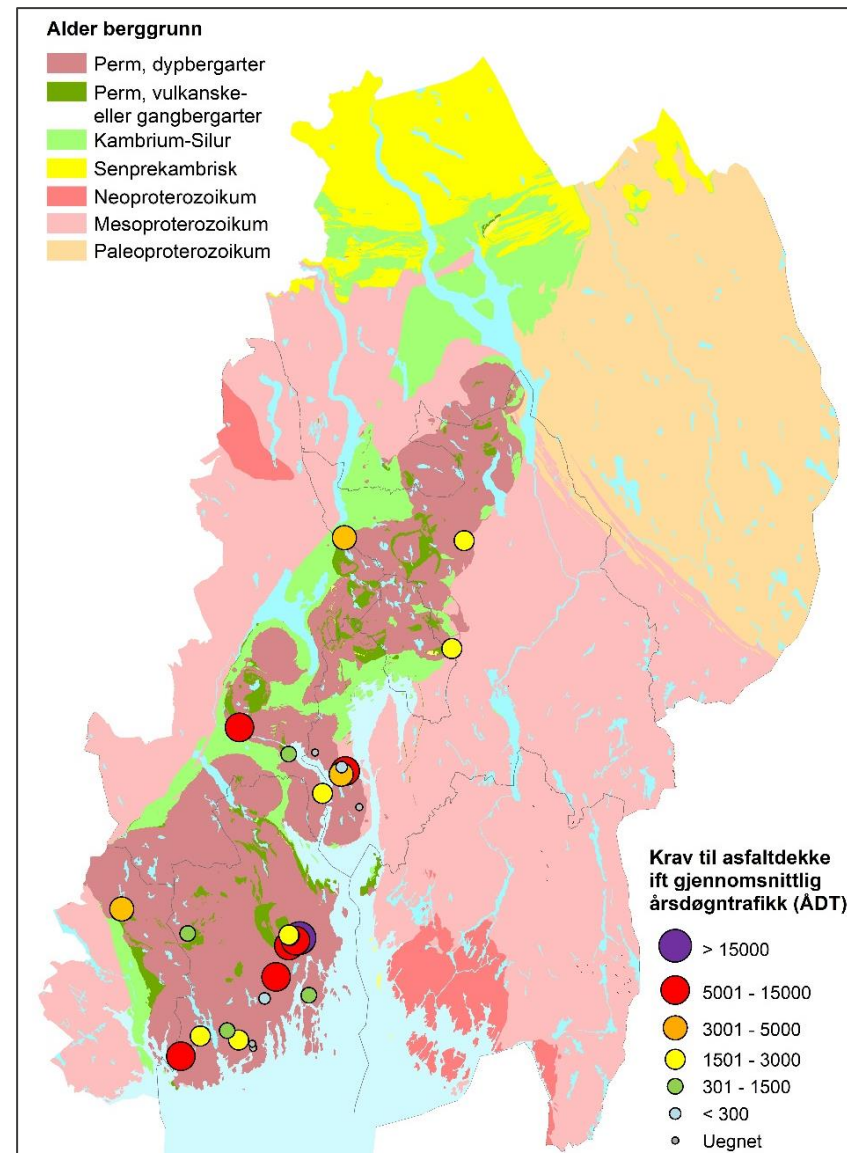 Alder berggrunn
Perm, dypbergarter
Perm, vulkanske-
eller gangbergarter
Kambrium-Silur
Senprekambrisk
Neoproterozoikum
Mesoproterozoikum
Paleoproterozoikum
Krav til asfaltdekke
ift gjennomsnittlig
årsdøgntrafikk (ÅDT)
> 15000
5001 - 15000
3001 - 5000
1501 - 3000
301 - 1500
< 300
Uegnet